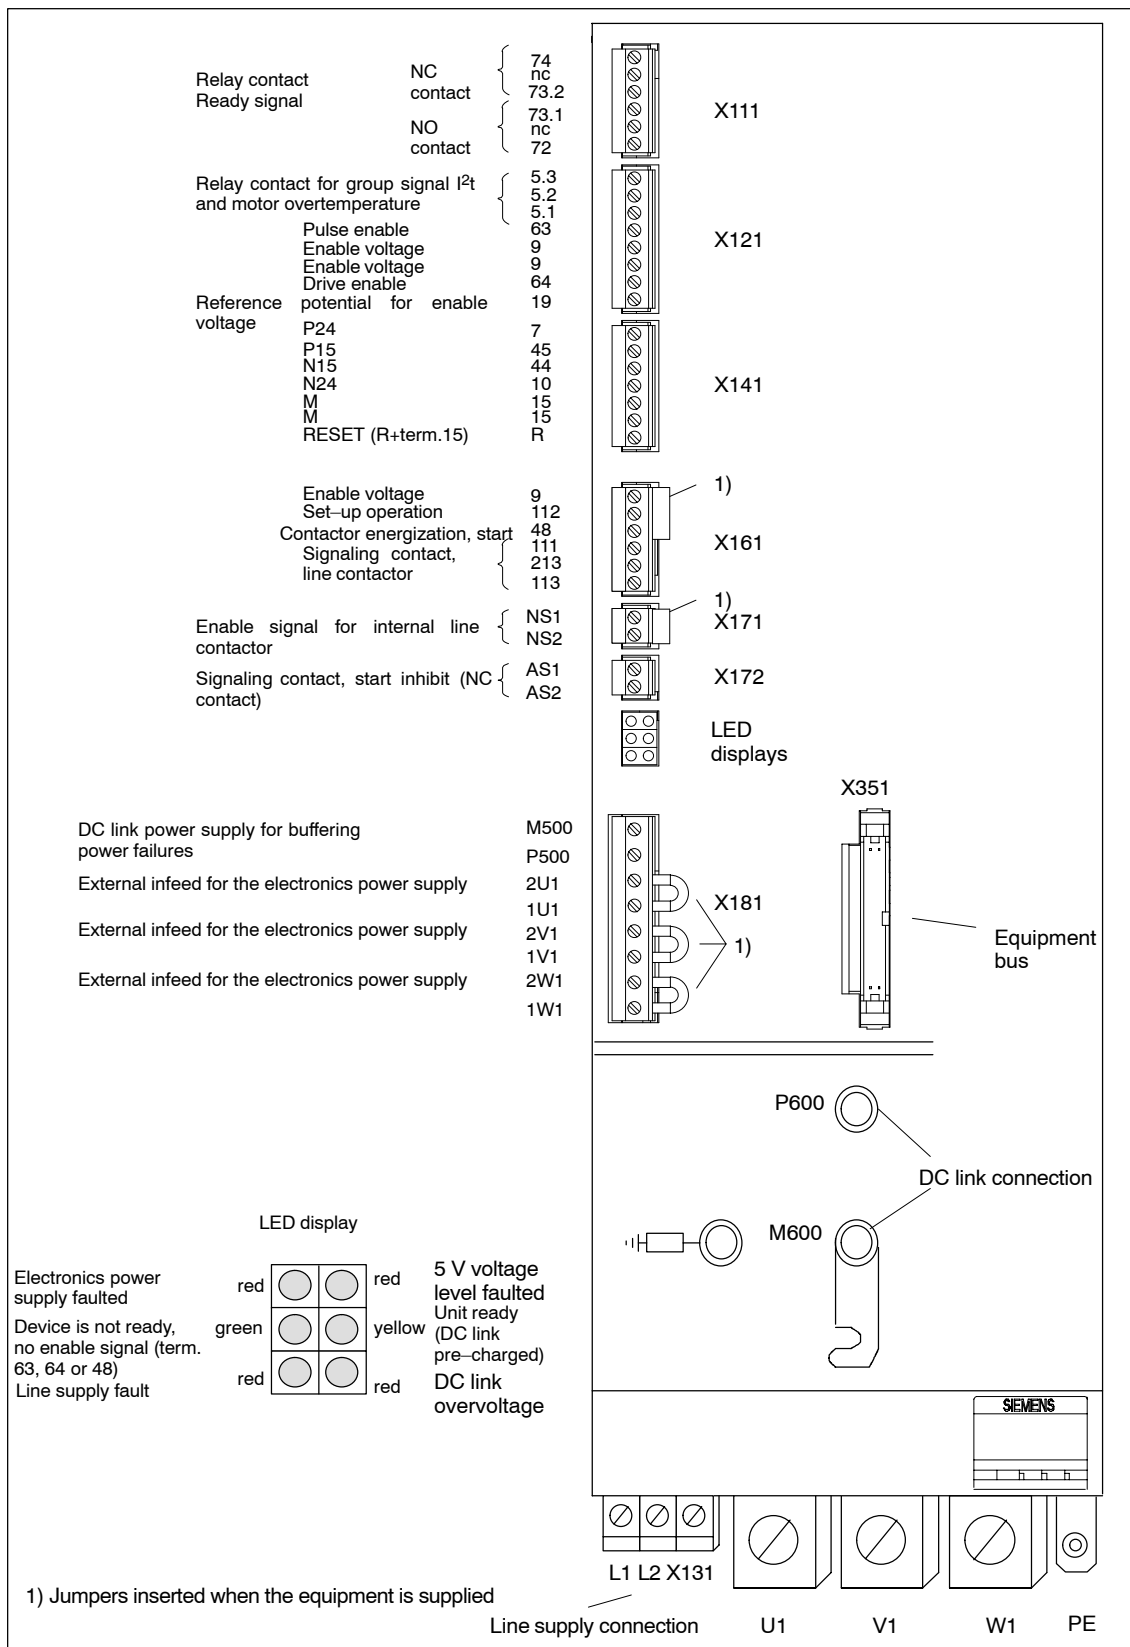 Relay contact
Ready signal
NC
contact
74
nc
73.2
NO
contact
73.1
nc
72
X111
Relay contact for group signal I²t
and motor overtemperature
5.3
5.2
5.1
Pulse enable 63
Enable voltage 9
Enable voltage 9
Drive enable 64
Reference potential for enable 19
voltage
X121
P24 7
P15 45
N15 44
N24 10
M 15
M 15
RESET (R+term.15) R
X141
Enable voltage 9
Set–up operation 112
Contactor energization, start 48
Signaling contact,
line contactor
111
213
113
1)
X161
Enable signal for internal line
contactor
NS1
NS2
1)
X171
Signaling contact, start inhibit (NC
contact)
AS1
AS2
X172
LED
displays
X351
DC link power supply for buffering
power failures
M500
P500
External infeed for the electronics power supply 2U1
1U1
External infeed for the electronics power supply 2V1
1V1
External infeed for the electronics power supply 2W1
1W1
X181
1)
Equipment
bus
P600
DC link connection
M600
LED display
Electronics power
supply faulted
red
red
5 V voltage
level faulted
Device is not ready,
no enable signal (term.
63, 64 or 48)
green
yellow
Unit ready
(DC link
pre–charged)
Line supply fault
red
red
DC link
overvoltage
SIEMENS
L1 L2 X131
1) Jumpers inserted when the equipment is supplied
Line supply connection
U1
V1
W1
PE